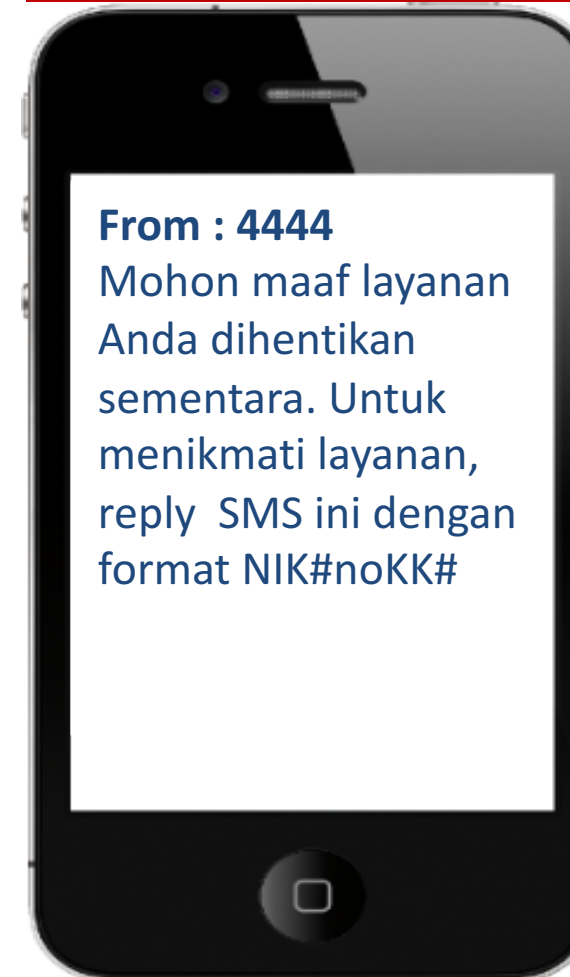 From : 4444
Mohon maaf layanan
Anda dihentikan
sementara. Untuk
menikmati layanan,
reply  SMS ini dengan
format NIK#noKK#